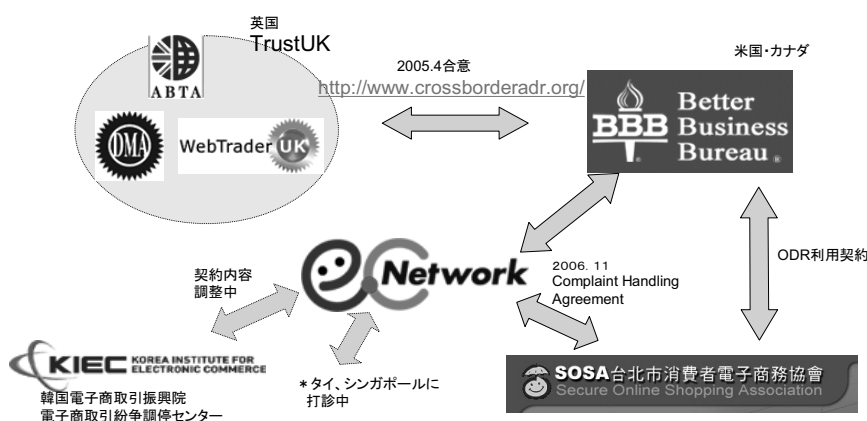 英国
TrustUK
ABTA
DMA
WebTrader UK
2005.4合意
http://www.crossborderadr.org/
米国・カナダ
BBB
Better
Business
Bureau ®
契約内容
調整中
ec Network
2006. 11
Complaint Handling
Agreement
ODR利用契約
KIEC KOREA INSTITUTE FOR
ELECTRONIC COMMERCE
韓国電子商取引振興院
電子商取引紛争調停センター
*タイ、シンガポールに
打診中
SOSA台北市消費者電子商務協會
Secure Online Shopping Association